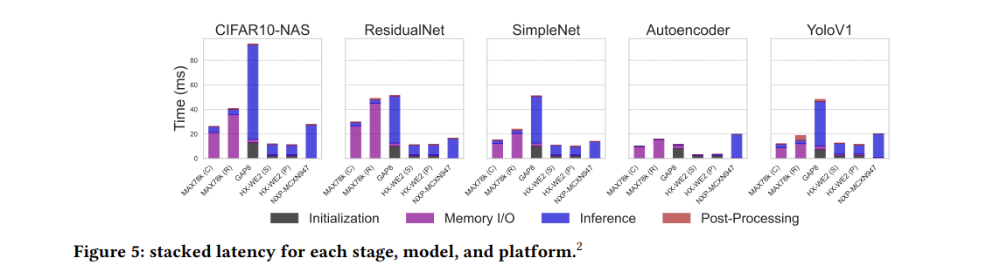 CIFAR10-NAS ResidualNet SimpleNet Autoencoder YoloV1
Time (ms)
80
60
40
20
0
MAX78k (C) MAX78k (R) GAP8 HX-WE2 (S) HX-WE2 (P) NXP-MCXN947 MAX78k (C) MAX78k (R) GAP8 HX-WE2 (S) HX-WE2 (P) NXP-MCXN947 MAX78k (C) MAX78k (R) GAP8 HX-WE2 (S) HX-WE2 (P) NXP-MCXN947 MAX78k (C) MAX78k (R) GAP8 HX-WE2 (S) HX-WE2 (P) NXP-MCXN947 MAX78k (C) MAX78k (R) GAP8 HX-WE2 (S) HX-WE2 (P) NXP-MCXN947
Initialization Memory I/O Inference Post-Processing
Figure 5: stacked latency for each stage, model, and platform.²